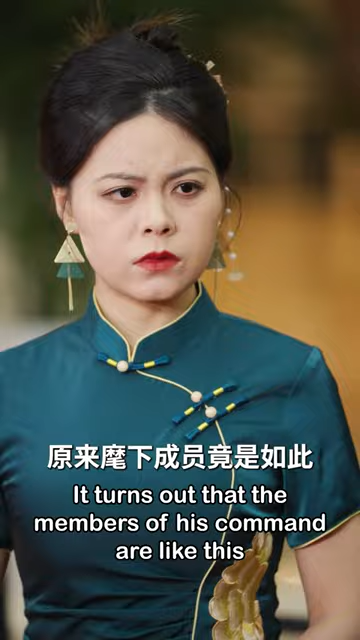 原来麾下成员竟是如此
It turns out that the
members of his command
are like this